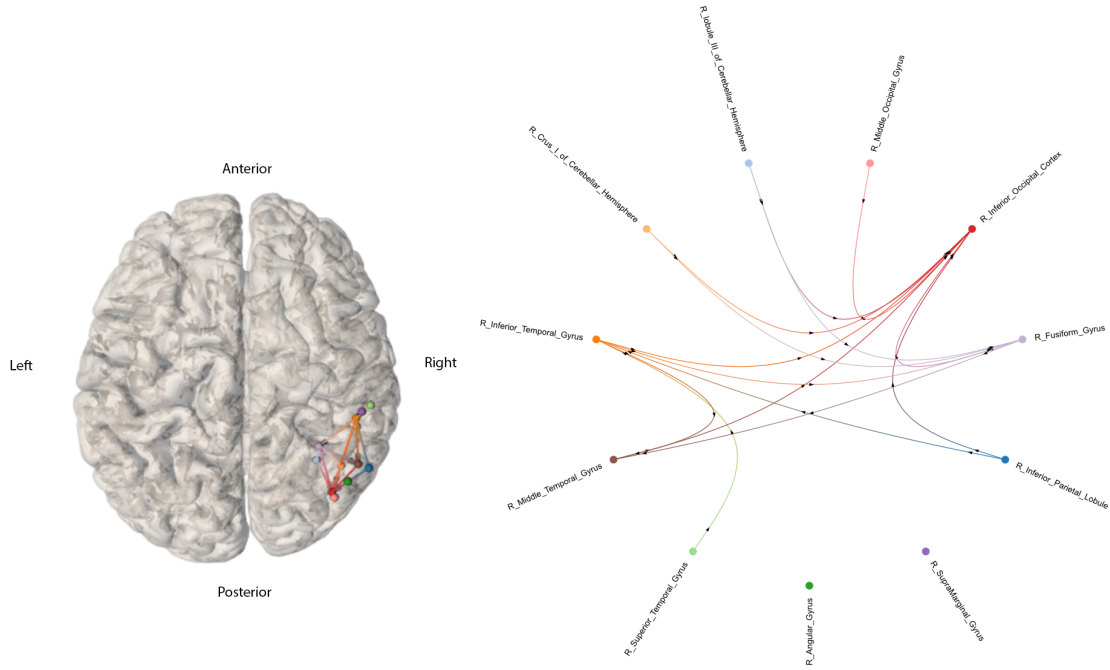 Anterior
Left
Right
Posterior
R_lobule_III_of_Cerebellar_Hemisphere
R_Middle_Occipital_Gyrus
R_Crus_I_of_Cerebellar_Hemisphere
R_Inferior_Occipital_Cortex
R_Inferior_Temporal_Gyrus
R_Fusiform_Gyrus
R_Middle_Temporal_Gyrus
R_Inferior_Parietal_Lobule
R_Superior_Temporal_Gyrus
R_Angular_Gyrus
R_SupraMarginal_Gyrus